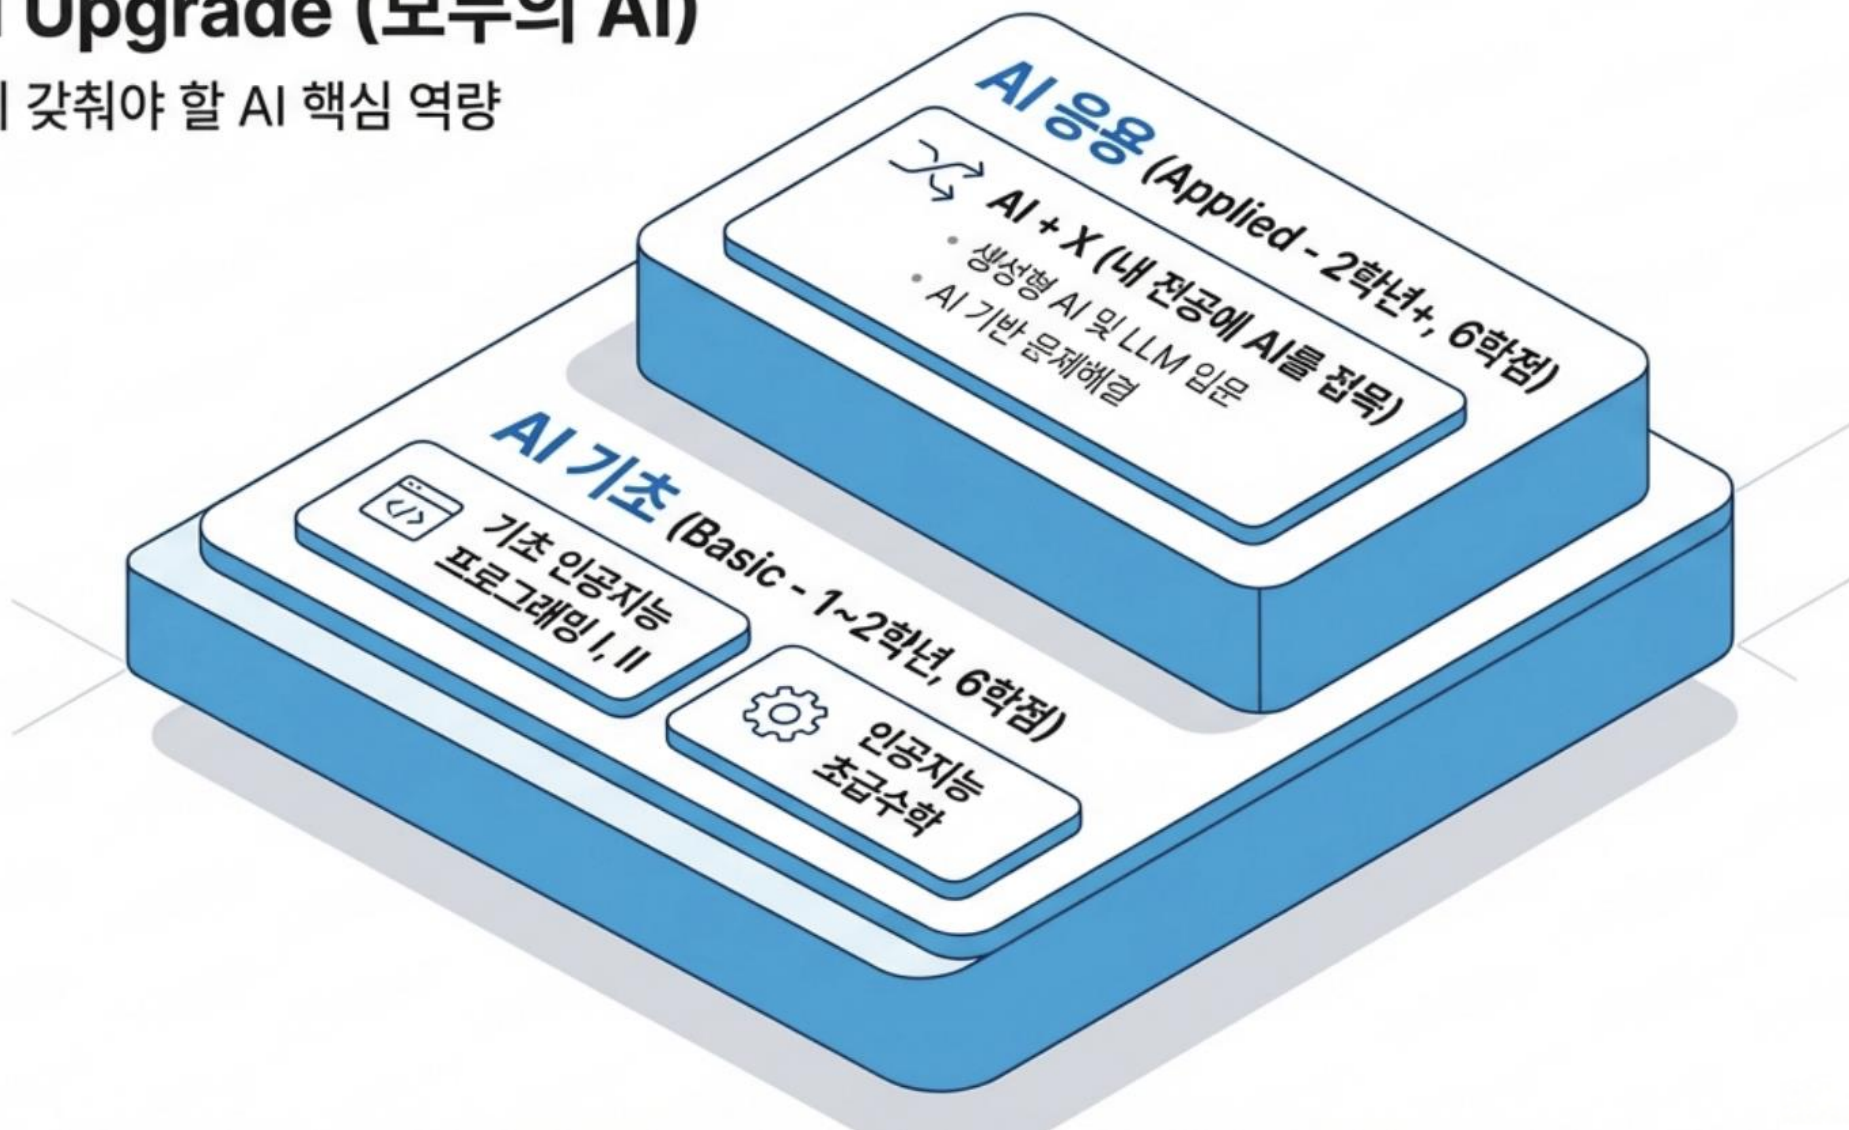 Upgrade (모두의 AI)
갖춰야 할 AI 핵심 역량
AI 응용 (Applied - 2학년+, 6학점)
AI + X (내 전공에 AI를 접목)
• 생성형 AI 및 LLM 입문
• AI 기반 문제해결
AI 기초 (Basic - 1~2학년, 6학점)
기초 인공지능
프로그래밍 I, II
인공지능
초급수학